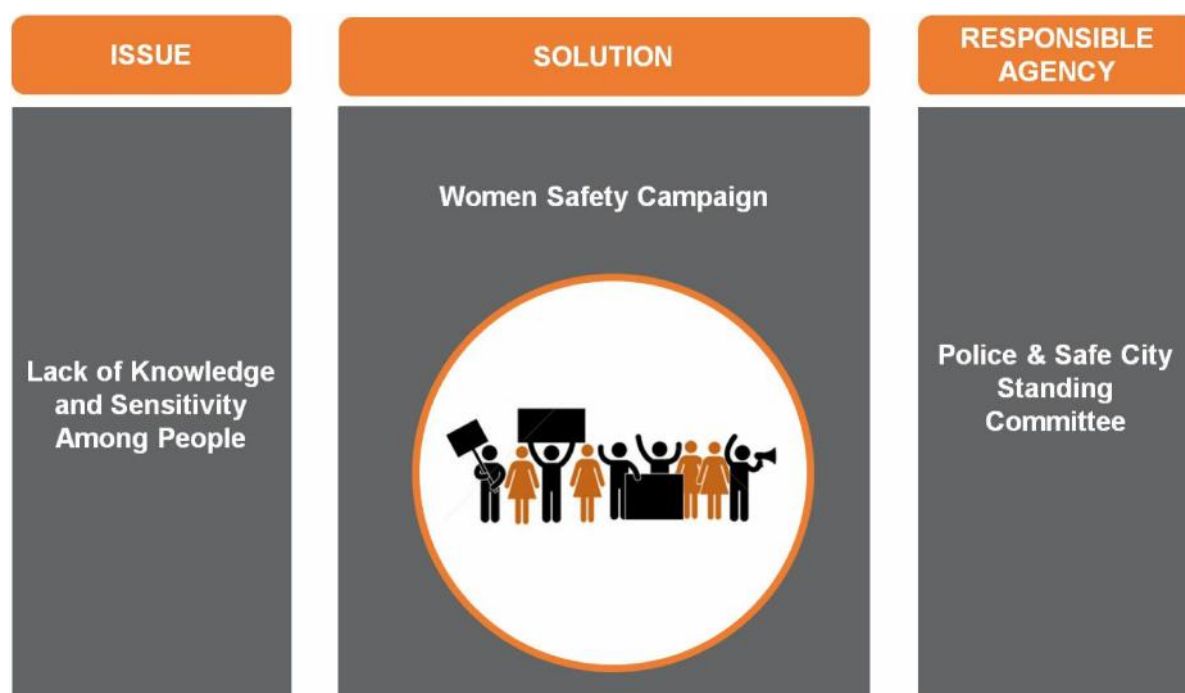 ISSUE
Lack of Knowledge
and Sensitivity
Among People
SOLUTION
Women Safety Campaign
RESPONSIBLE
AGENCY
Police & Safe City
Standing
Committee